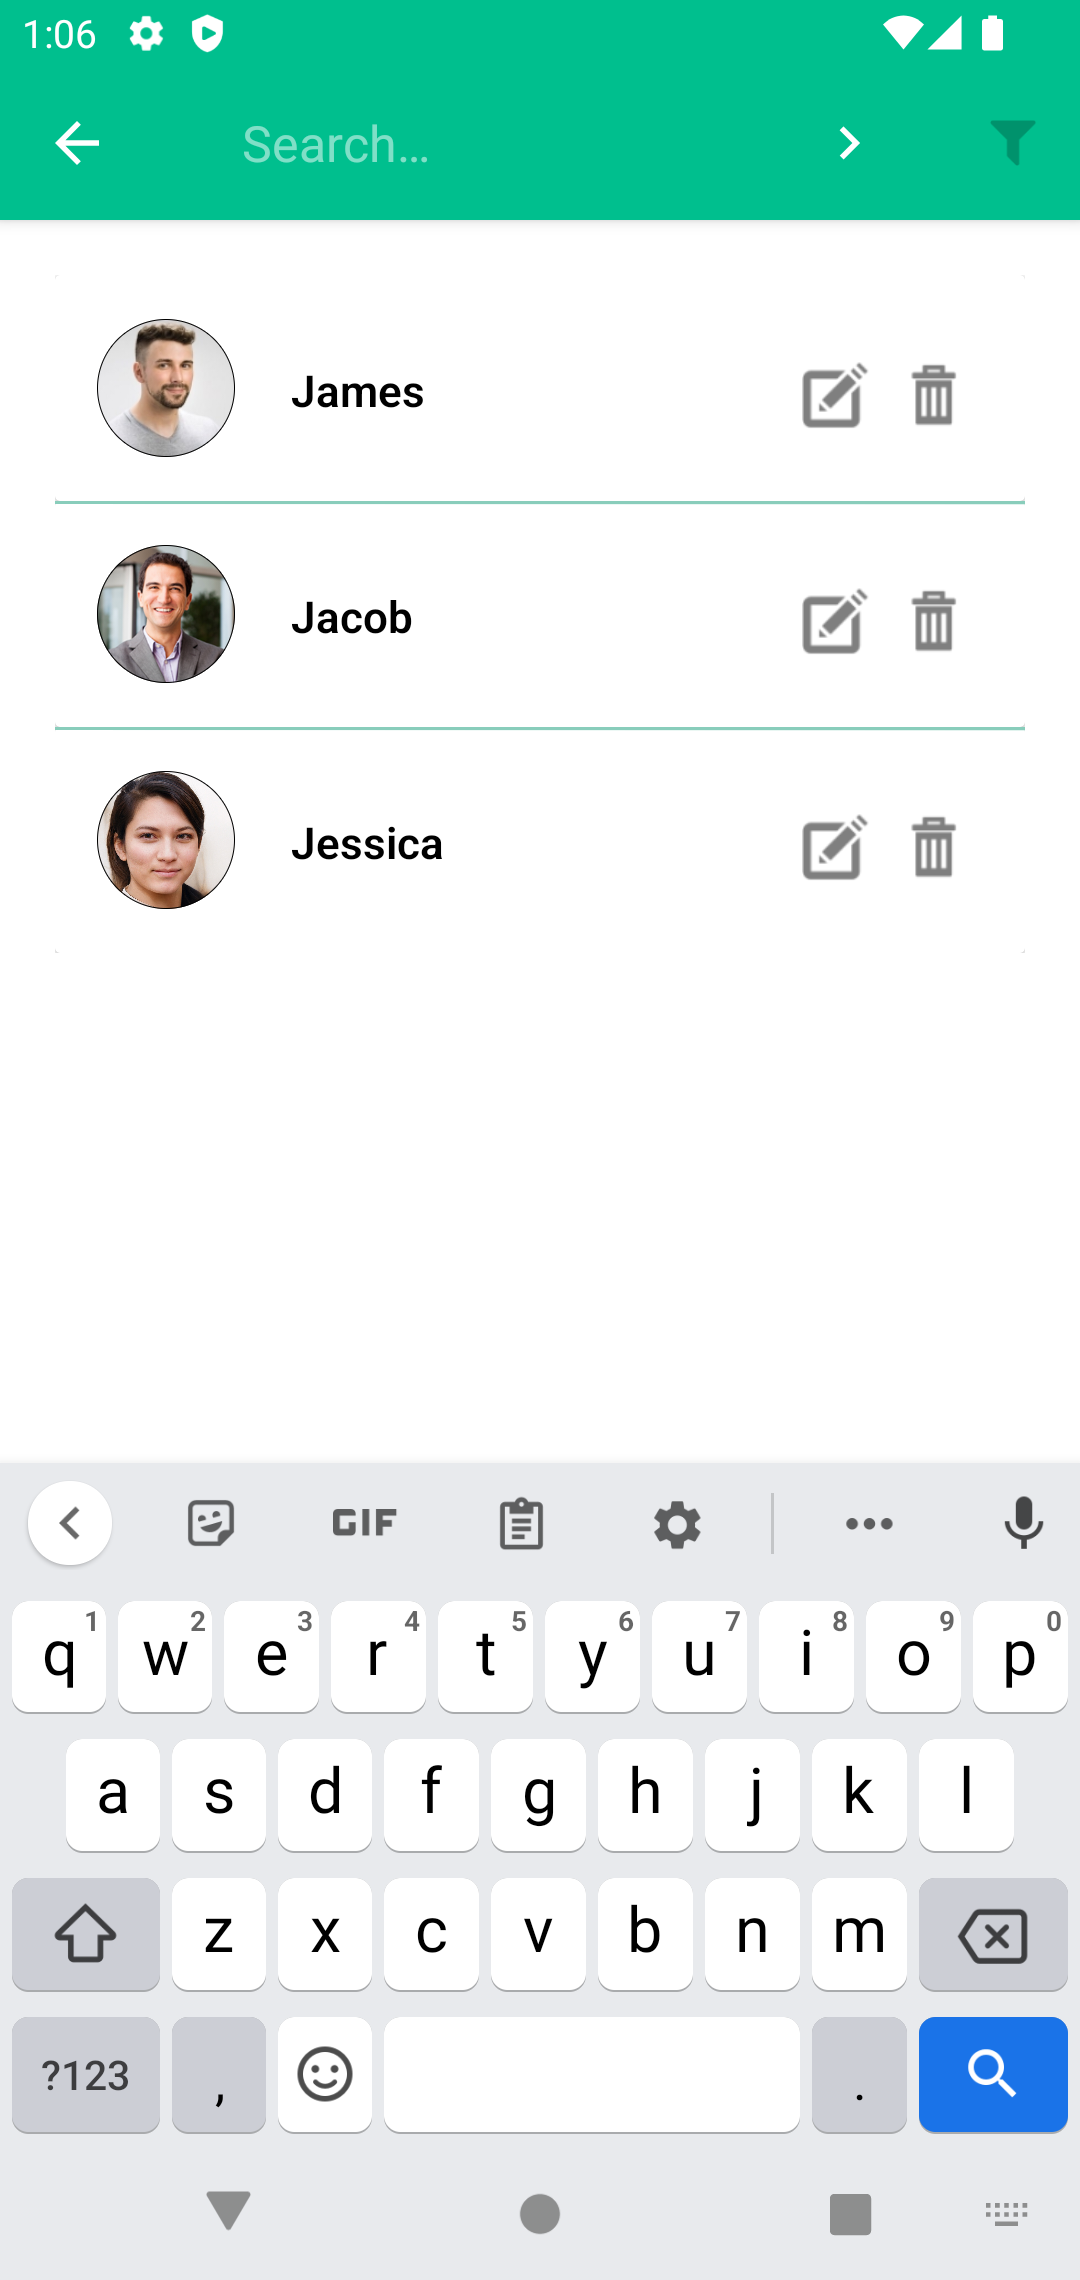 1:06
Search...
James
Jacob
Jessica
GIF
q 1 w 2 e 3 r 4 t 5 y 6 u 7 i 8 o 9 p 0
a s d f g h j k l
z x c v b n m
?123 , .